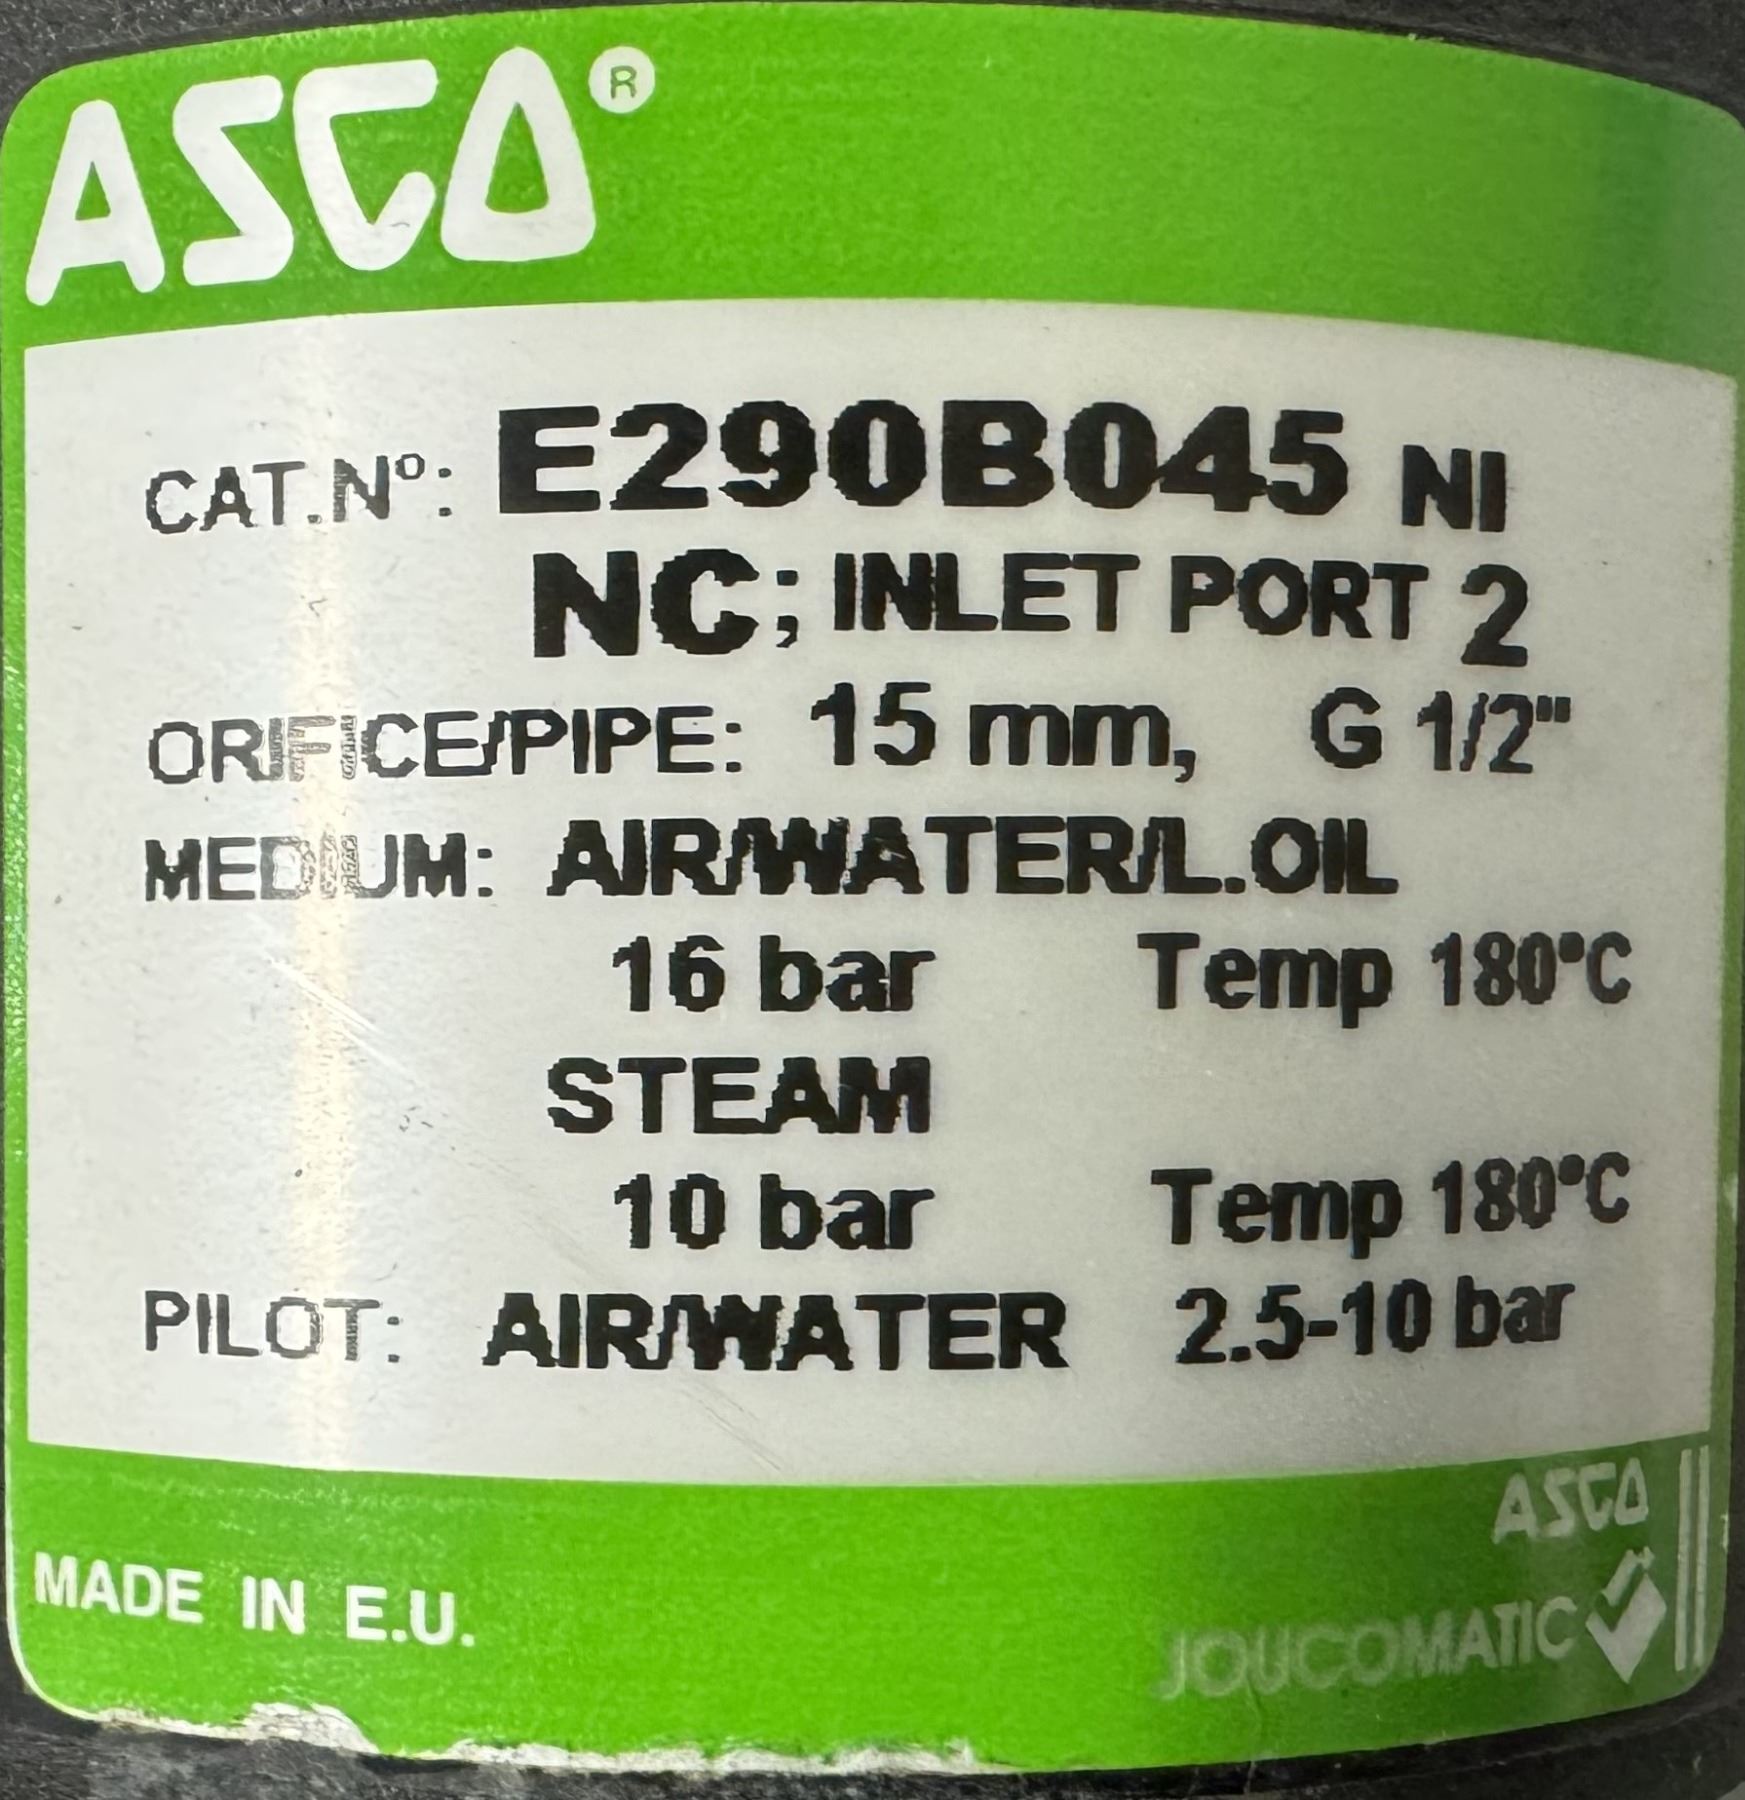 ASCO®
CAT.Nº: E290B045 NI
NC; INLET PORT 2
ORIFICE/PIPE: 15 mm, G 1/2"
MEDIUM: AIR/WATER/L.OIL
16 bar Temp 180°C
STEAM
10 bar Temp 180°C
PILOT: AIR/WATER 2.5-10 bar
MADE IN E.U.
ASCO
JOUCOMATIC